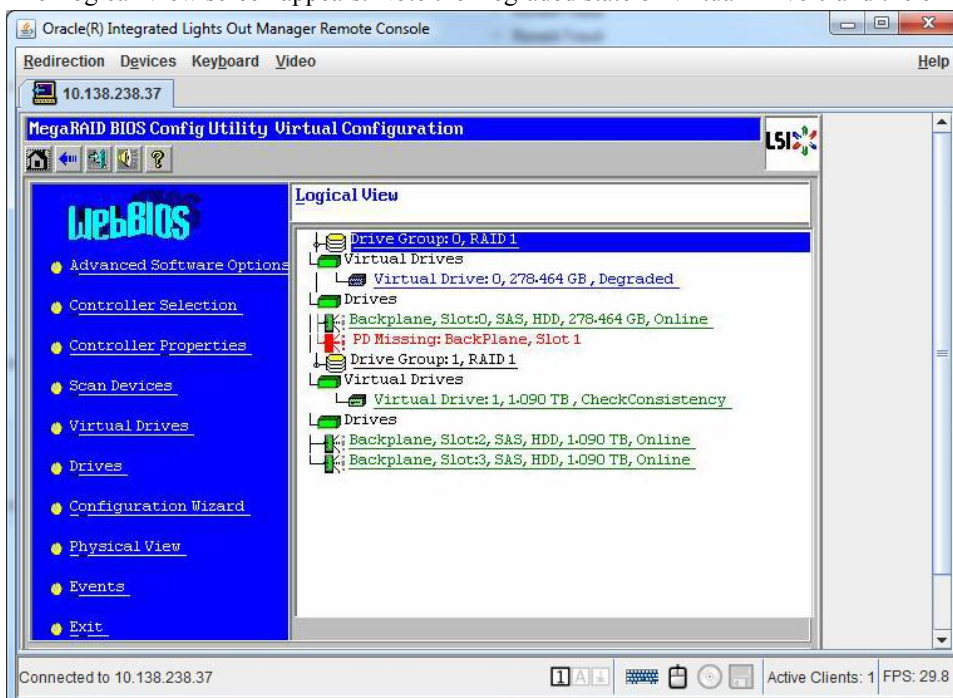 Oracle(R) Integrated Lights Out Manager Remote Console
Redirection Devices Keyboard Video Help
10.138.238.37
MegaRAID BIOS Config Utility Virtual Configuration
LSI
?
WebBIOS
Logical View
Advanced Software Options
Controller Selection
Controller Properties
Scan Devices
Virtual Drives
Drives
Configuration Wizard
Physical View
Events
Exit
Drive Group: 0, RAID 1
Virtual Drives
Virtual Drive: 0, 278.464 GB, Degraded
Drives
Backplane, Slot:0, SAS, HDD, 278.464 GB, Online
PD Missing: BackPlane, Slot 1
Drive Group: 1, RAID 1
Virtual Drives
Virtual Drive: 1, 1.090 TB, CheckConsistency
Drives
Backplane, Slot:2, SAS, HDD, 1.090 TB, Online
Backplane, Slot:3, SAS, HDD, 1.090 TB, Online
Connected to 10.138.238.37
1 A Active Clients: 1 FPS: 29.8